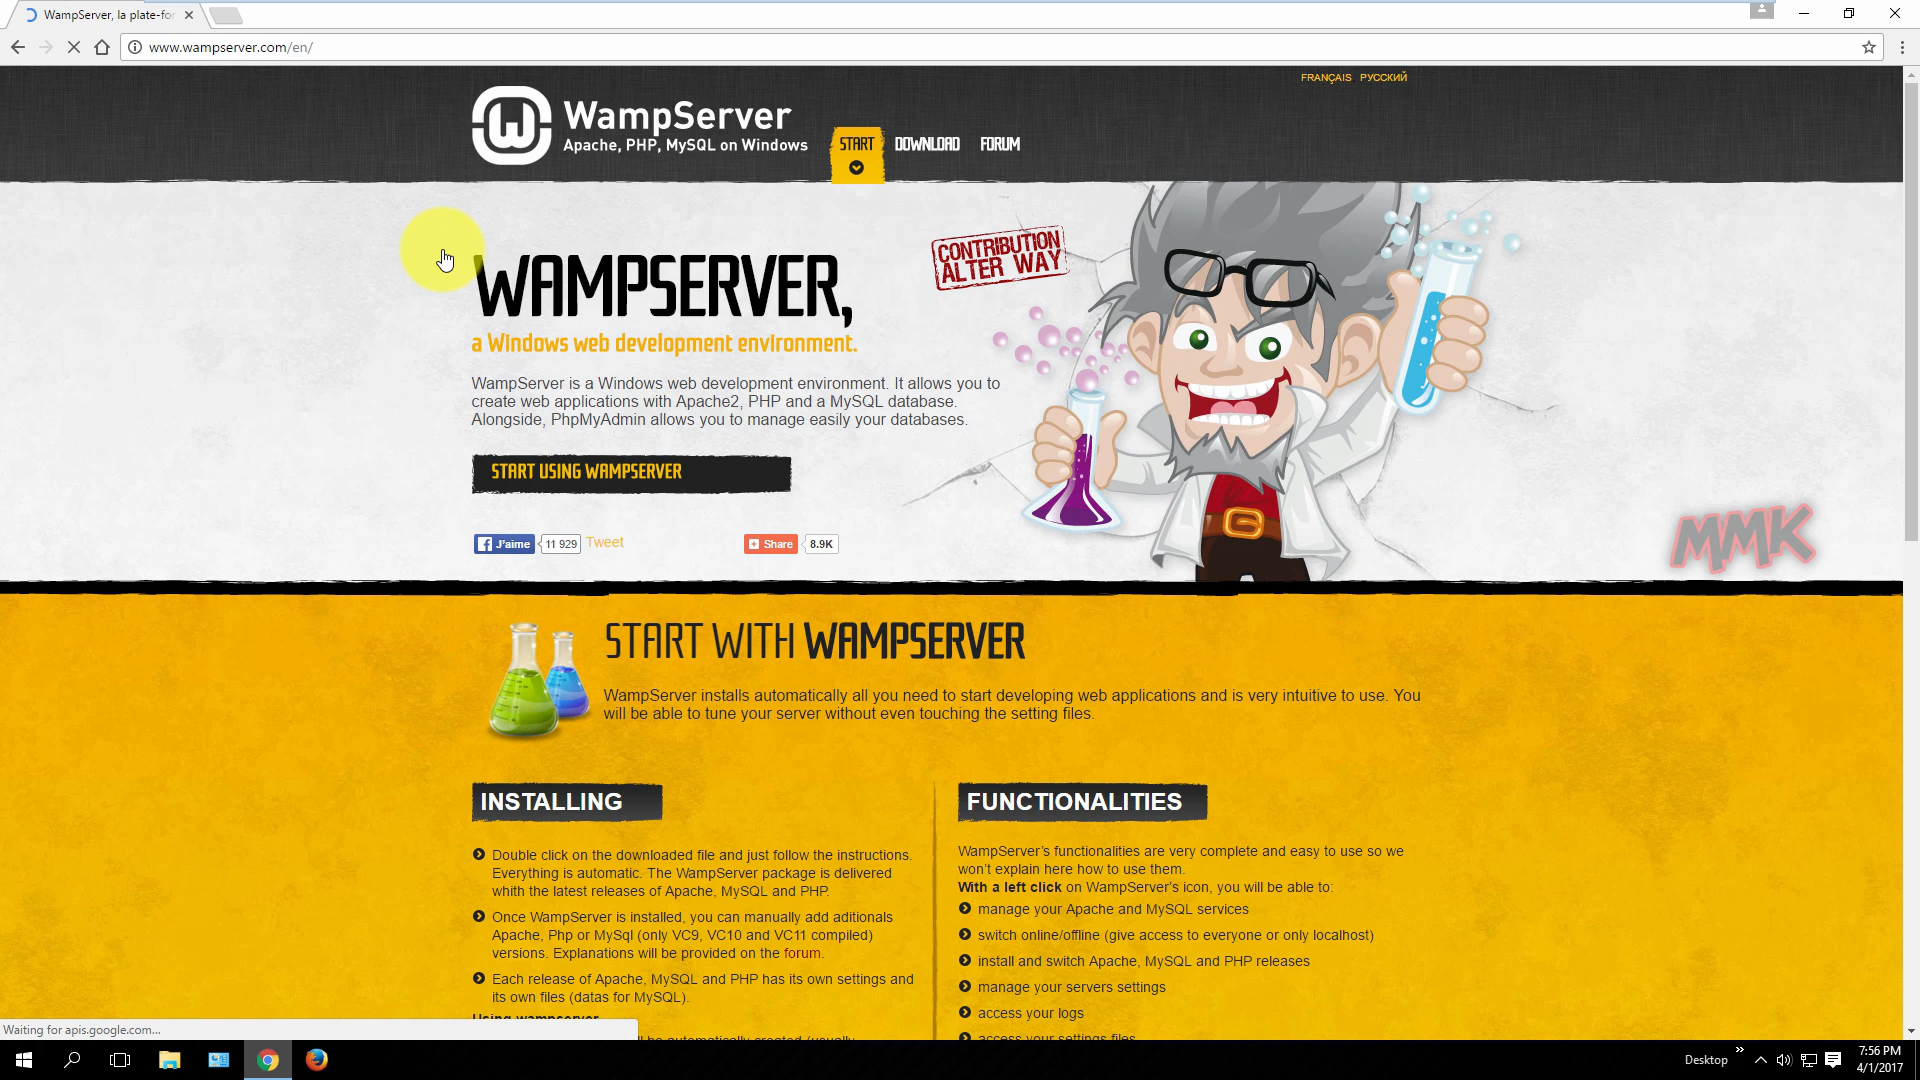 WampServer, la plate-for
www.wampserver.com/en/
FRANÇAIS РУССКИЙ
WampServer
Apache, PHP, MySQL on Windows
START
DOWNLOAD
FORUM
CONTRIBUTION
ALTER WAY
WAMPSERVER,
a Windows web development environment.
WampServer is a Windows web development environment. It allows you to
create web applications with Apache2, PHP and a MySQL database.
Alongside, PhpMyAdmin allows you to manage easily your databases.
START USING WAMPSERVER
J'aime 11 929 Tweet
Share 8.9K
MMK
START WITH WAMPSERVER
WampServer installs automatically all you need to start developing web applications and is very intuitive to use. You
will be able to tune your server without even touching the setting files.
INSTALLING
Double click on the downloaded file and just follow the instructions.
Everything is automatic. The WampServer package is delivered
whith the latest releases of Apache, MySQL and PHP.
Once WampServer is installed, you can manually add aditionals
Apache, Php or MySql (only VC9, VC10 and VC11 compiled)
versions. Explanations will be provided on the forum.
Each release of Apache, MySQL and PHP has its own settings and
its own files (datas for MySQL).
Using wampserver
be automatically created (usually
FUNCTIONALITIES
WampServer's functionalities are very complete and easy to use so we
won't explain here how to use them.
With a left click on WampServer's icon, you will be able to:
manage your Apache and MySQL services
switch online/offline (give access to everyone or only localhost)
install and switch Apache, MySQL and PHP releases
manage your servers settings
access your logs
access your settings files
Waiting for apis.google.com...
Desktop
7:56 PM
4/1/2017